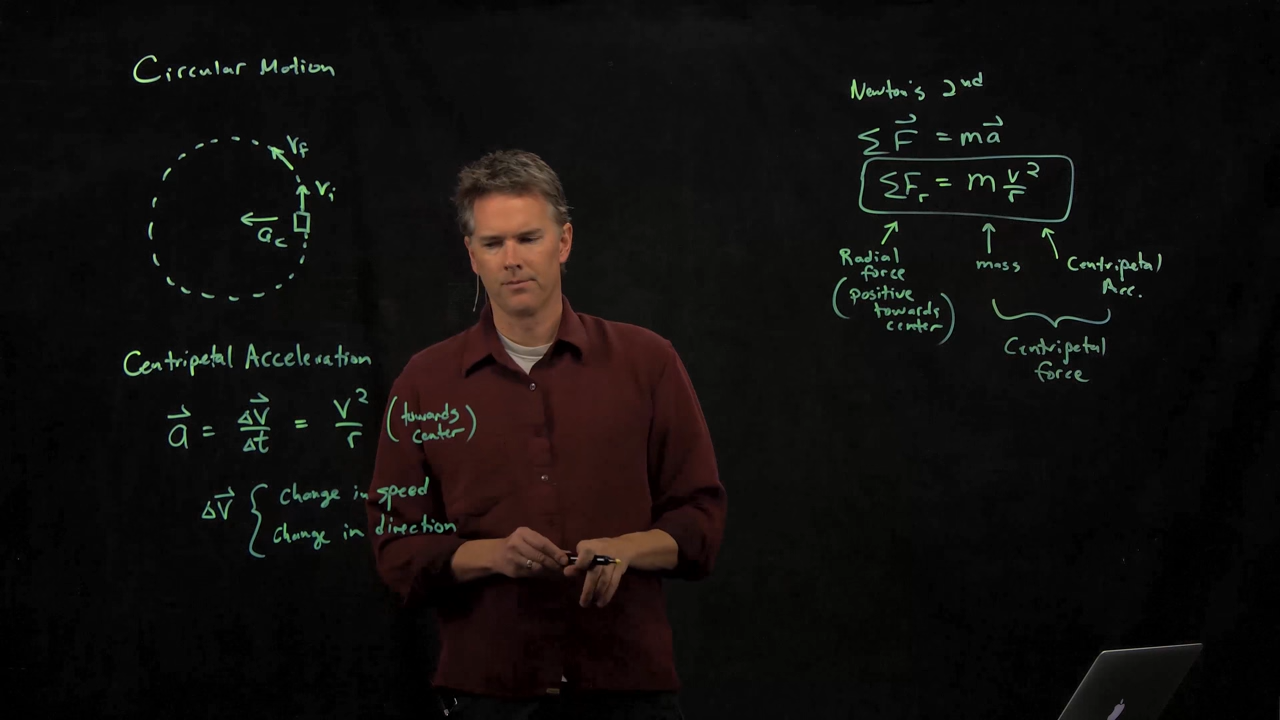 Circular Motion
vf
vi
ac
Centripetal Acceleration
a⃗ = Δv⃗/Δt = v²/r (towards
center)
Δv⃗ { change in speed
change in direction
Newton's 2nd
ΣF⃗ = ma⃗
ΣFr = m v²/r
Radial
force
(positive
towards
center)
mass
Centripetal
Acc.
Centripetal
force